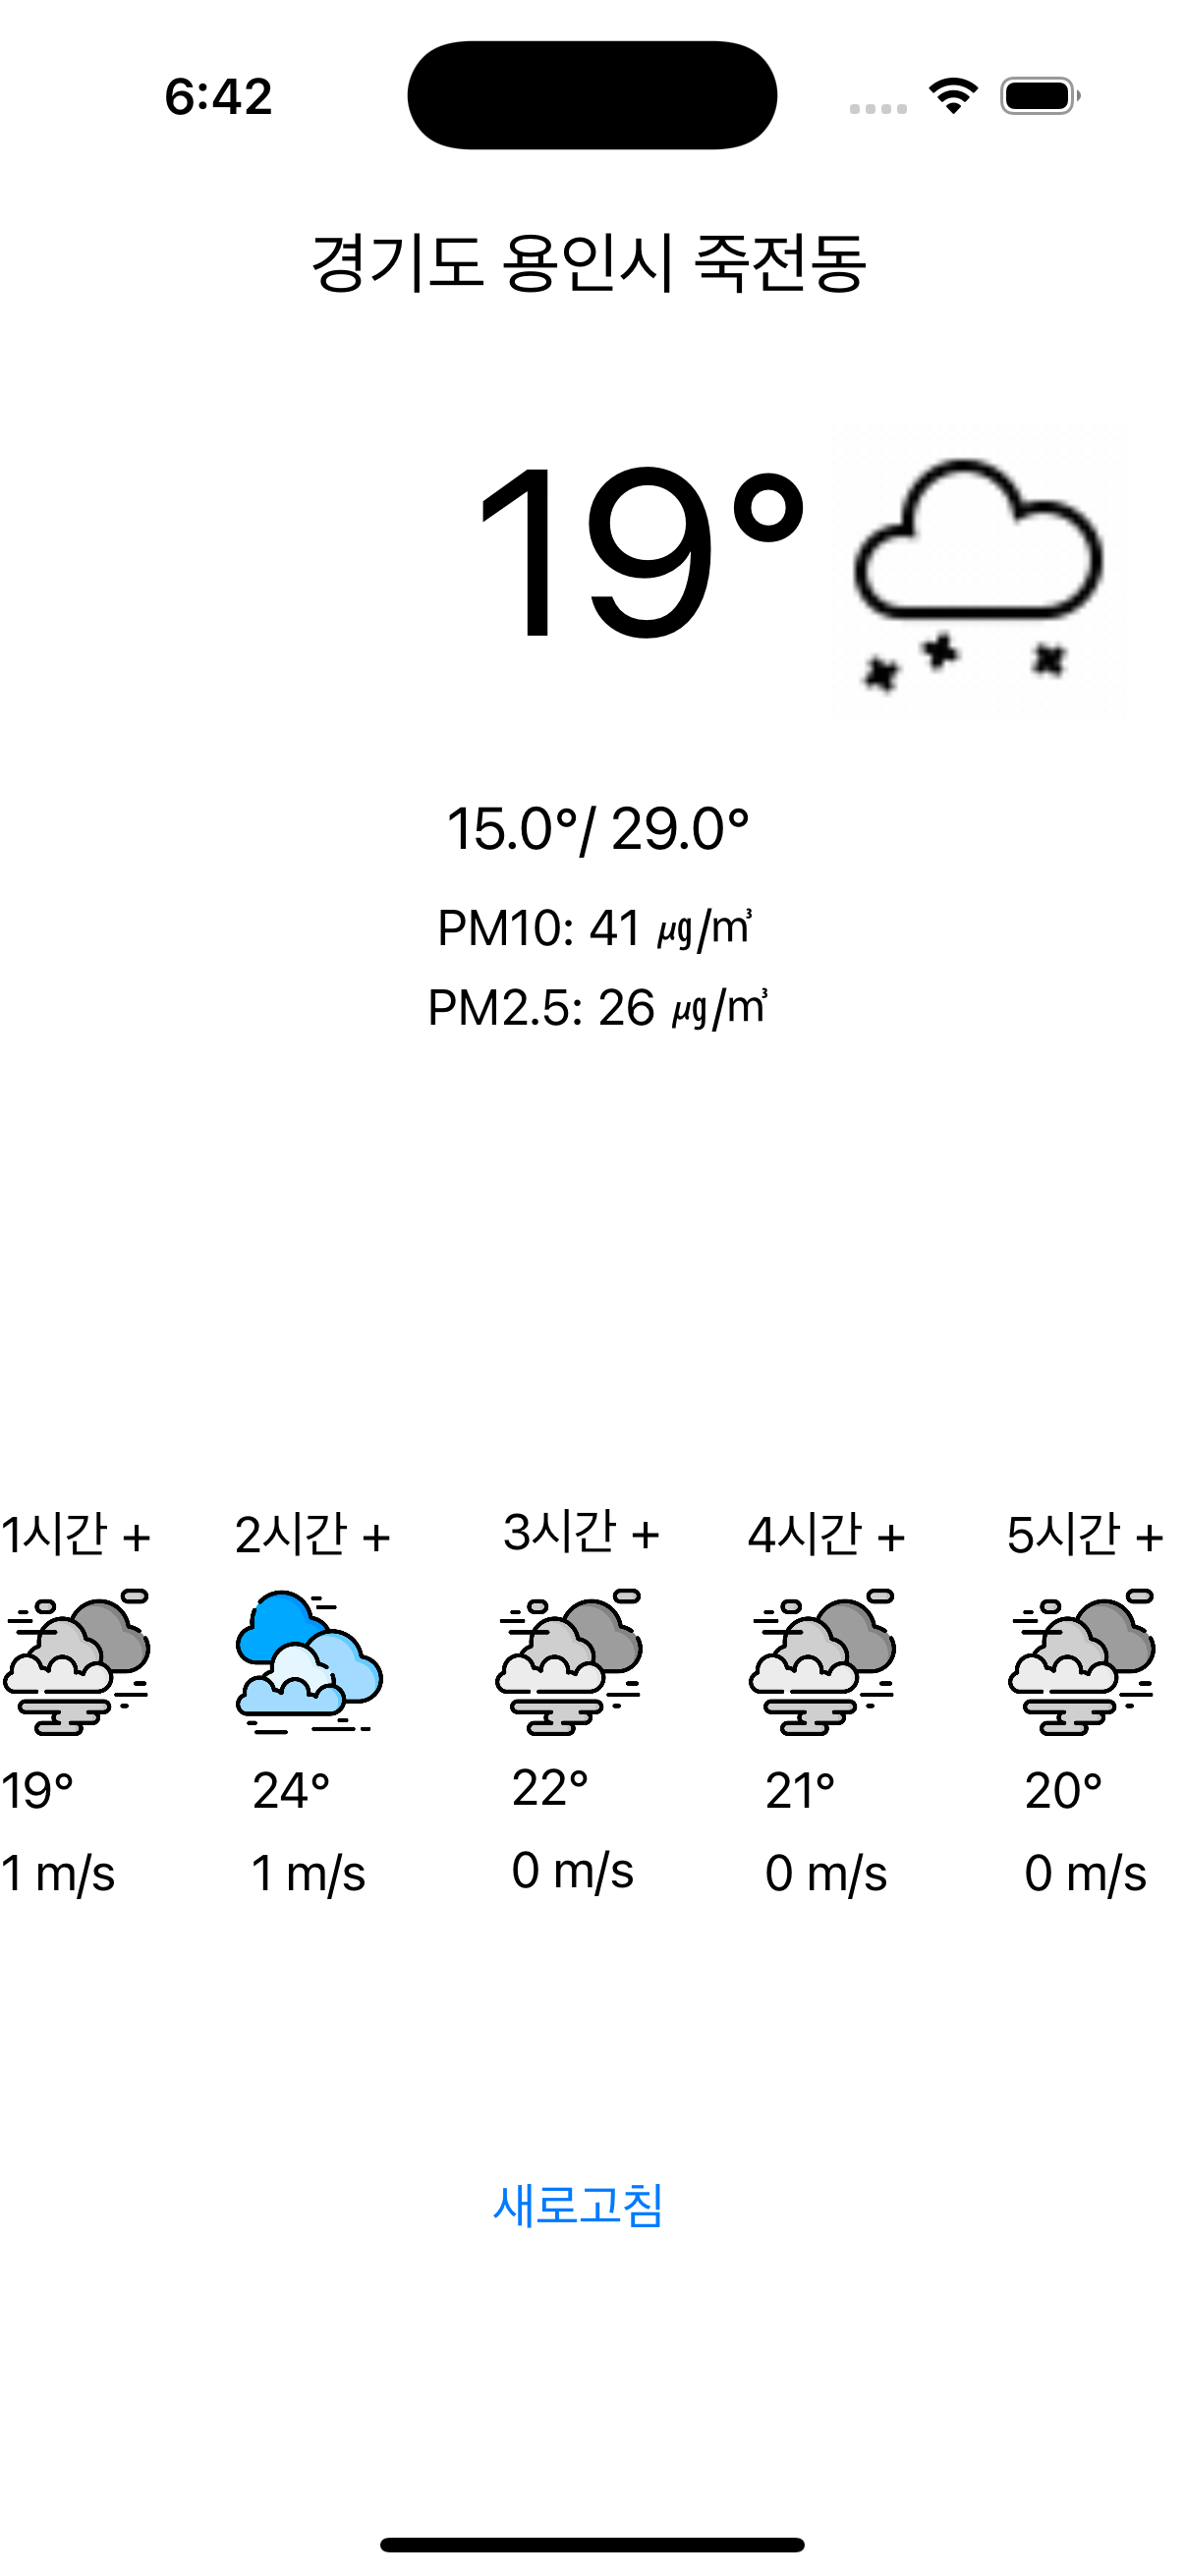 6:42
경기도 용인시 죽전동
19°
15.0°/ 29.0°
PM10: 41 ㎍/㎥
PM2.5: 26 ㎍/㎥
1시간 + 2시간 + 3시간 + 4시간 + 5시간 +
19° 24° 22° 21° 20°
1 m/s 1 m/s 0 m/s 0 m/s 0 m/s
새로고침